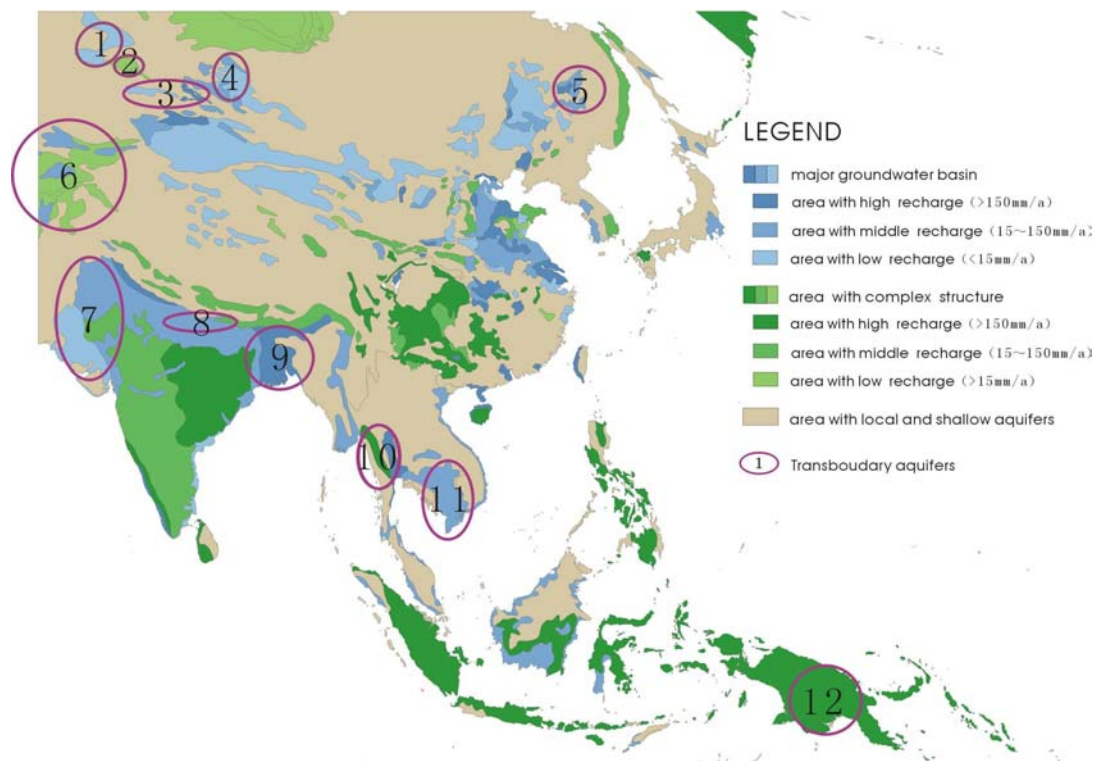 1
2
3
4
5
6
7
8
9
10
11
12
LEGEND
major groundwater basin
area with high recharge (>150mm/a)
area with middle recharge (15~150mm/a)
area with low recharge (<15mm/a)
area with complex structure
area with high recharge (>150mm/a)
area with middle recharge (15~150mm/a)
area with low recharge (>15mm/a)
area with local and shallow aquifers
1 Transboudary aquifers